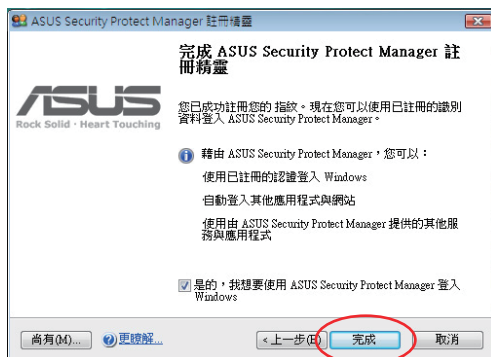 ASUS Security Protect Manager 註冊精靈
完成 ASUS Security Protect Manager 註
冊精靈
ASUS
Rock Solid · Heart Touching
您已成功註冊您的 指紋。現在您可以使用已註冊的識別
資料登入 ASUS Security Protect Manager。
藉由 ASUS Security Protect Manager，您可以：
使用已註冊的認證登入 Windows
自動登入其他應用程式與網站
使用由 ASUS Security Protect Manager 提供的其他服
務與應用程式
是的，我想要使用 ASUS Security Protect Manager 登入
Windows
尚有(M)... 更瞭解... <上一步(B) 完成 取消